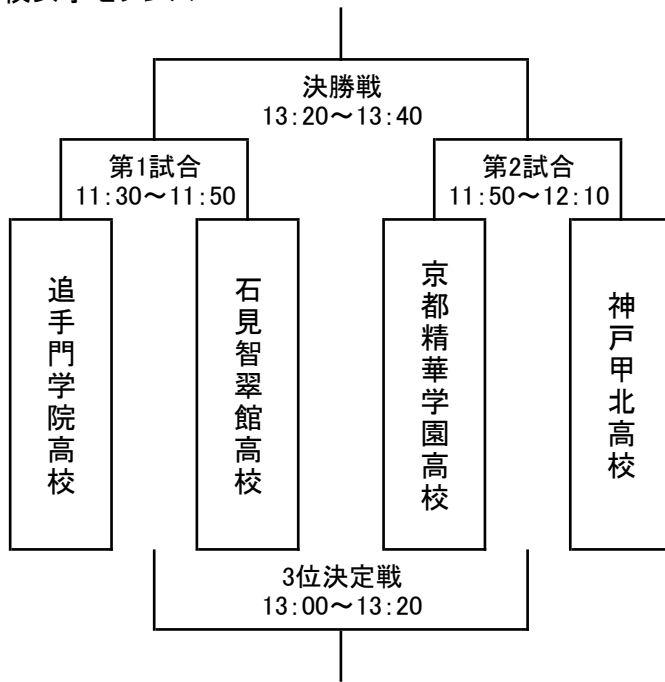 決勝戦
13:20～13:40
第1試合
11:30～11:50
第2試合
11:50～12:10
追手門学院高校
石見智翠館高校
京都精華学園高校
神戸甲北高校
3位決定戦
13:00～13:20